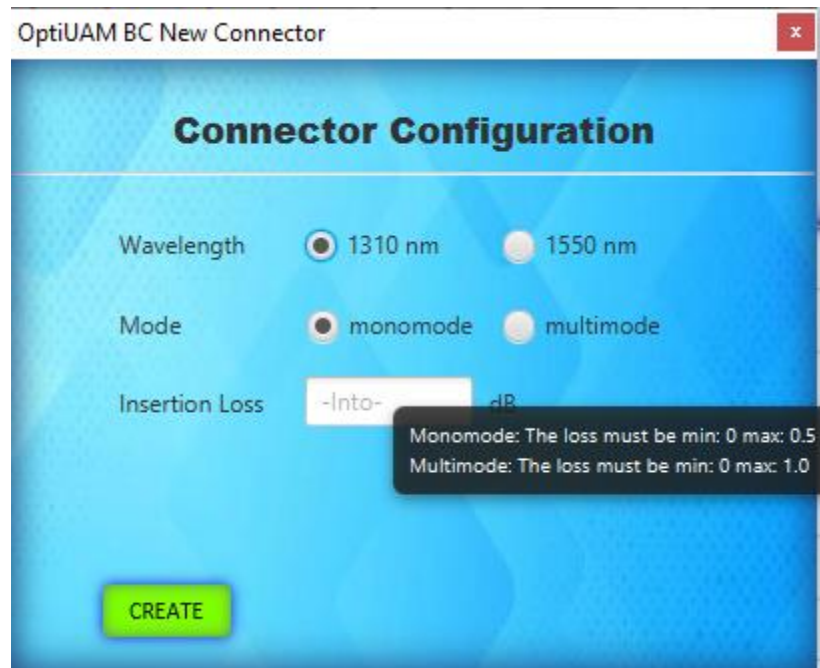 OptiUAM BC New Connector
x
Connector Configuration
Wavelength 1310 nm 1550 nm
Mode monomode multimode
Insertion Loss -Into- dB
Monomode: The loss must be min: 0 max: 0.5
Multimode: The loss must be min: 0 max: 1.0
CREATE